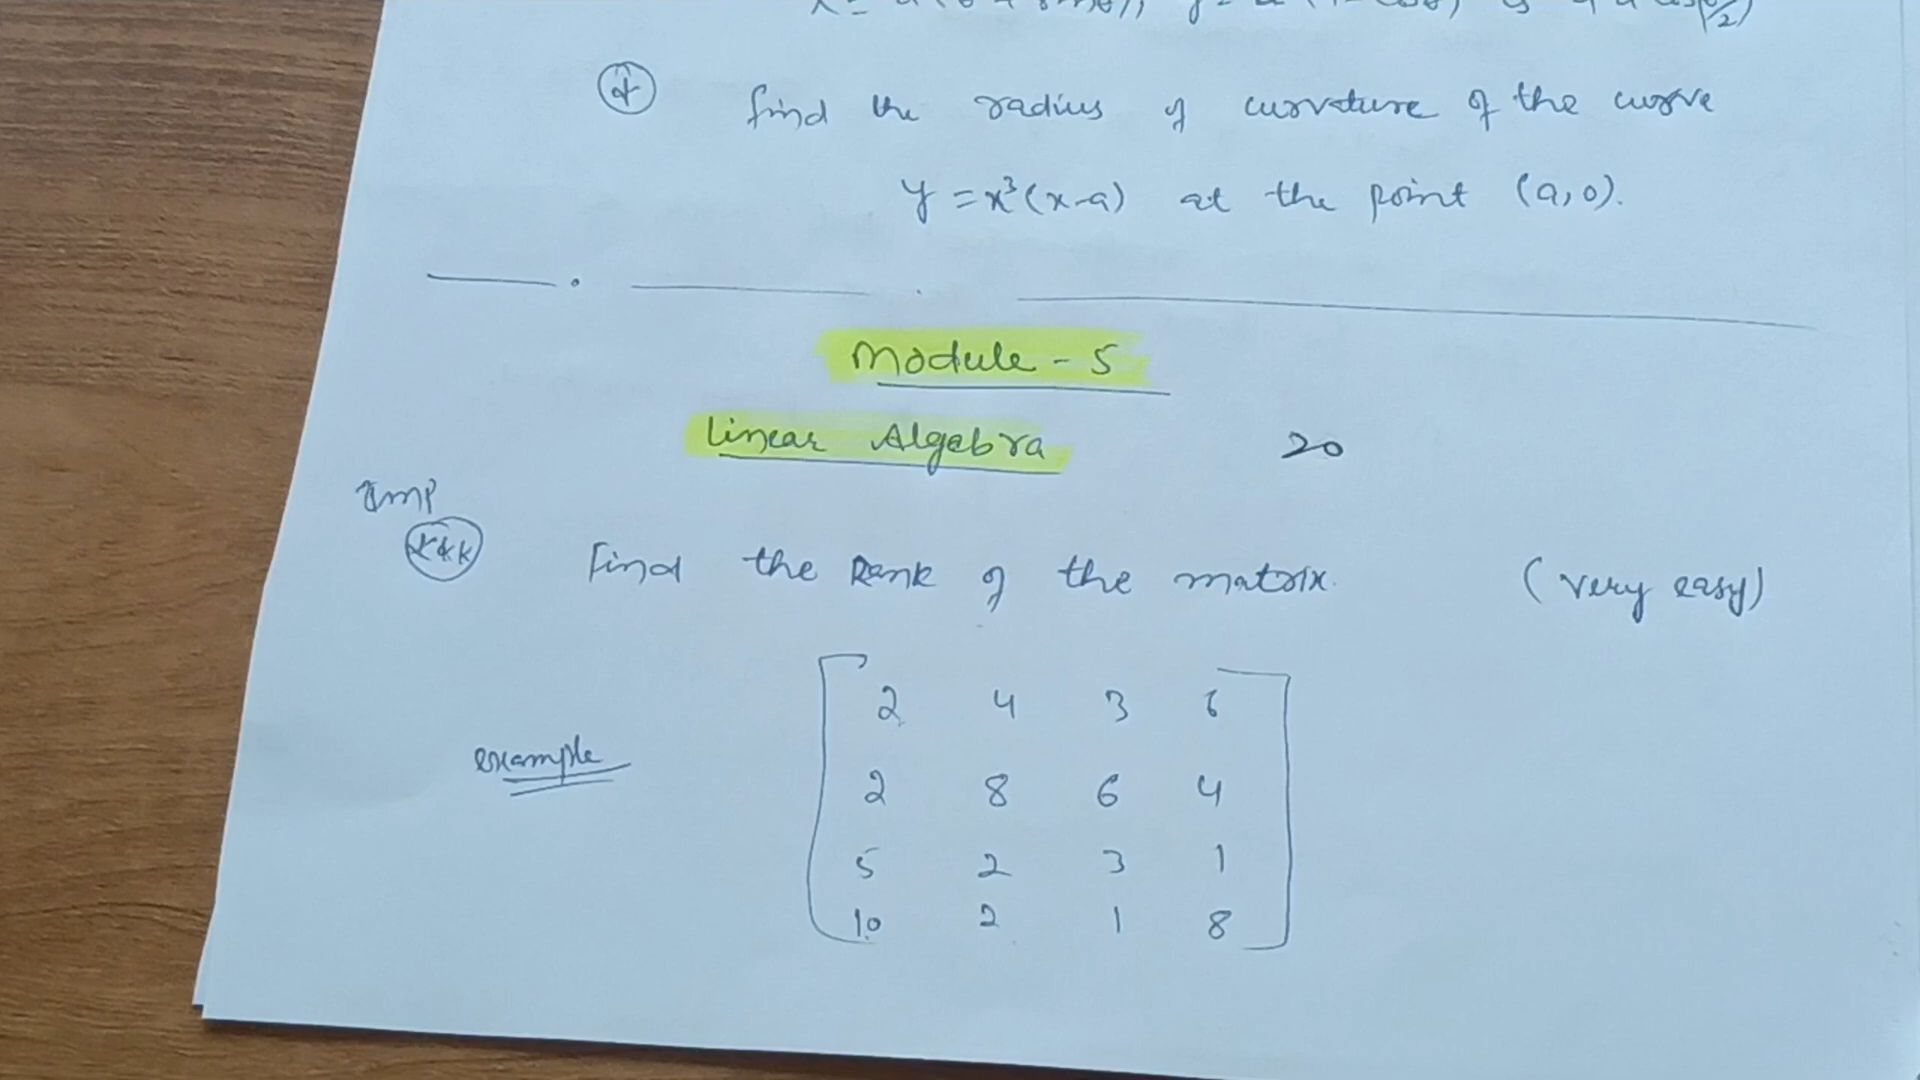 find the radius of curvature of the curve
y = x³(x-a) at the point (a,0).
Module - 5
Linear Algebra 20
Imp
Find the Rank of the matrix. (very easy)
2 4 3 6
example
2 8 6 4
5 2 3 1
10 2 1 8